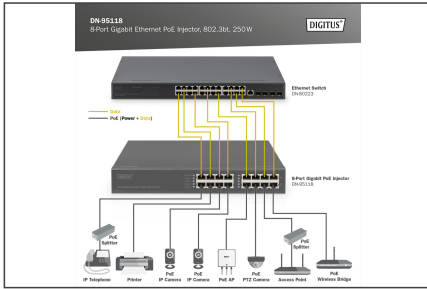 DN-95118
8-Port Gigabit Ethernet PoE Injector, 802.3bt, 250 W
DIGITUS®
Ethernet Switch
DN-80223
Data
PoE (Power + Data)
8-Port Gigabit PoE Injector
DN-95118
PoE
Splitter
IP Telephone
Printer
PoE
IP Camera
PoE
IP Camera
PoE AP
PoE
PTZ Camera
PoE
Splitter
Access Point
PoE
Wireless Bridge